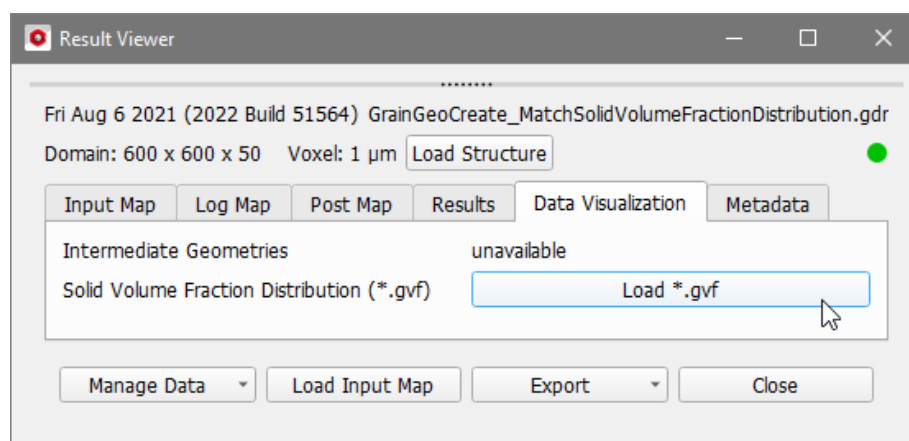 Result Viewer
Fri Aug 6 2021 (2022 Build 51564) GrainGeoCreate_MatchSolidVolumeFractionDistribution.gdr
Domain: 600 x 600 x 50 Voxel: 1 µm Load Structure
Input Map Log Map Post Map Results Data Visualization Metadata
Intermediate Geometries unavailable
Solid Volume Fraction Distribution (*.gvf) Load *.gvf
Manage Data Load Input Map Export Close